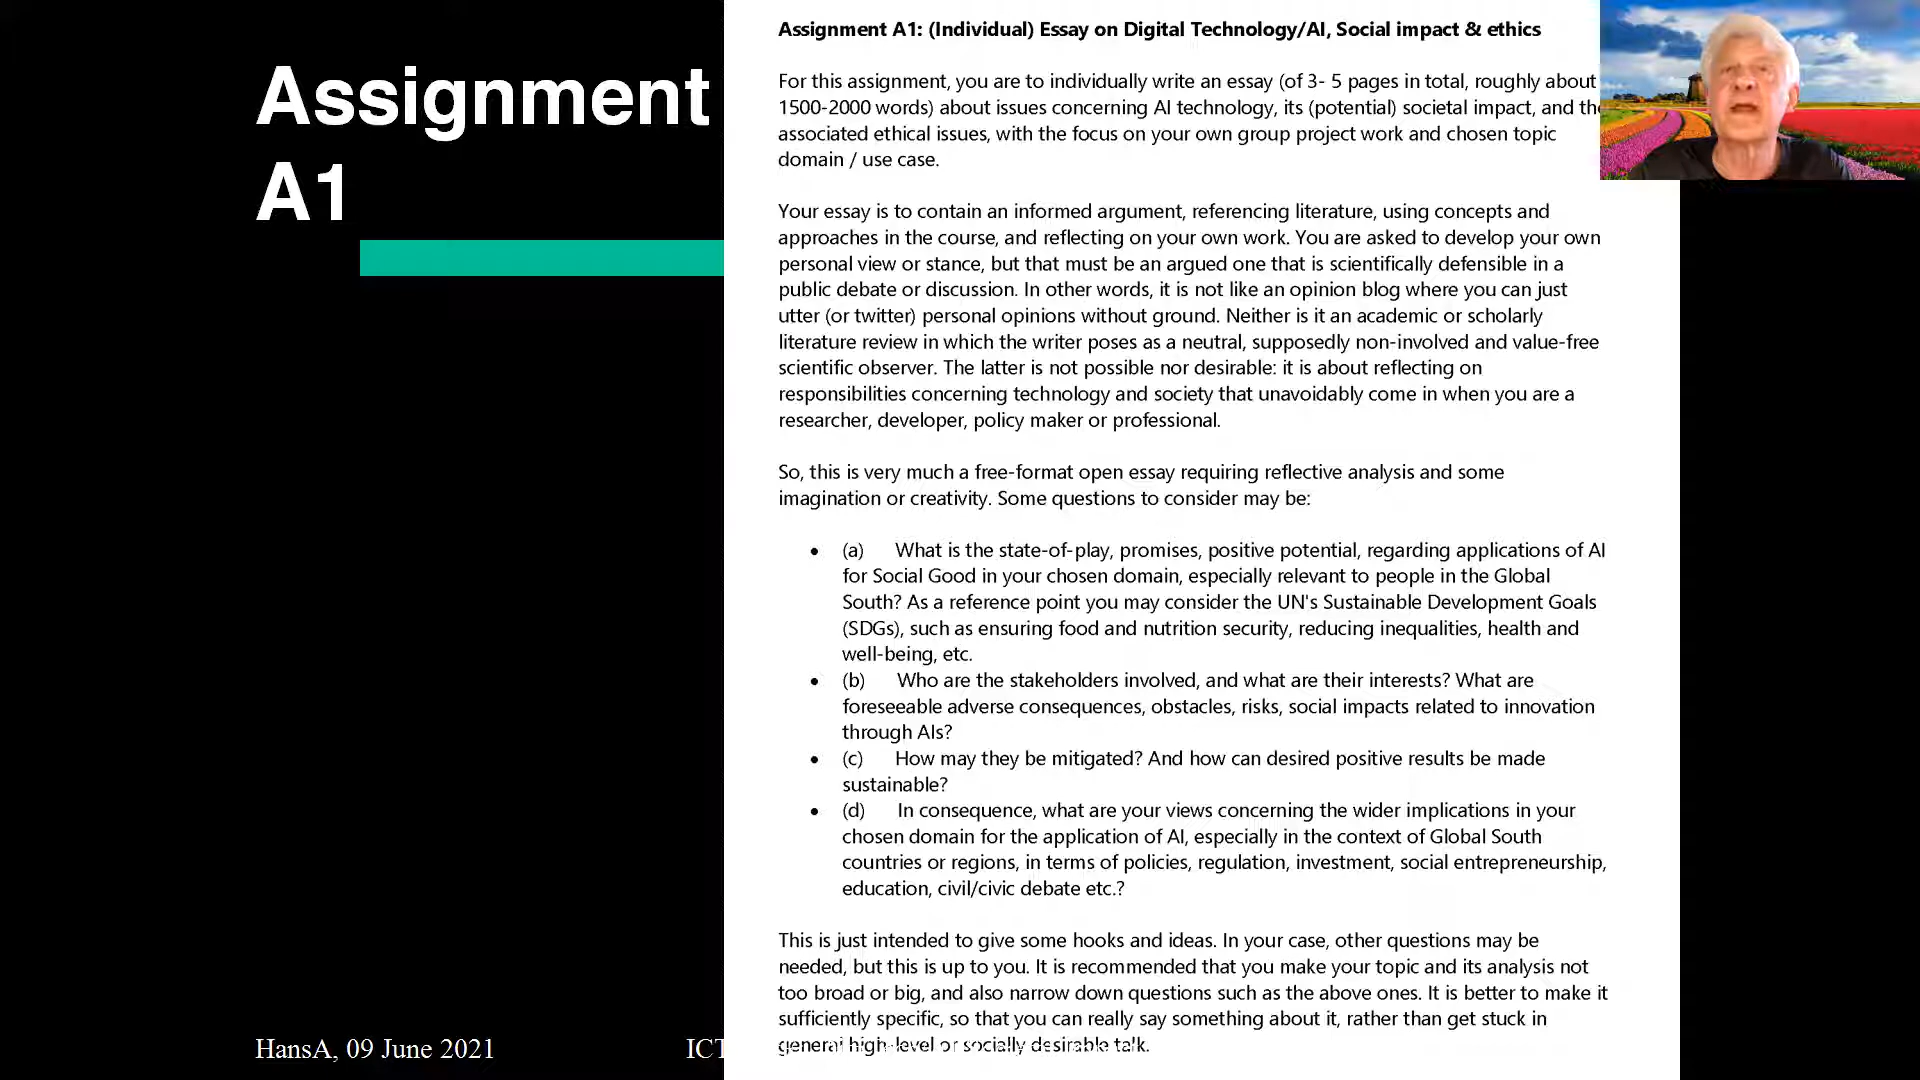 Assignment
A1
Assignment A1: (Individual) Essay on Digital Technology/AI, Social impact & ethics
For this assignment, you are to individually write an essay (of 3- 5 pages in total, roughly about
1500-2000 words) about issues concerning AI technology, its (potential) societal impact, and the
associated ethical issues, with the focus on your own group project work and chosen topic
domain / use case.
Your essay is to contain an informed argument, referencing literature, using concepts and
approaches in the course, and reflecting on your own work. You are asked to develop your own
personal view or stance, but that must be an argued one that is scientifically defensible in a
public debate or discussion. In other words, it is not like an opinion blog where you can just
utter (or twitter) personal opinions without ground. Neither is it an academic or scholarly
literature review in which the writer poses as a neutral, supposedly non-involved and value-free
scientific observer. The latter is not possible nor desirable: it is about reflecting on
responsibilities concerning technology and society that unavoidably come in when you are a
researcher, developer, policy maker or professional.
So, this is very much a free-format open essay requiring reflective analysis and some
imagination or creativity. Some questions to consider may be:
• (a) What is the state-of-play, promises, positive potential, regarding applications of AI
for Social Good in your chosen domain, especially relevant to people in the Global
South? As a reference point you may consider the UN's Sustainable Development Goals
(SDGs), such as ensuring food and nutrition security, reducing inequalities, health and
well-being, etc.
• (b) Who are the stakeholders involved, and what are their interests? What are
foreseeable adverse consequences, obstacles, risks, social impacts related to innovation
through AIs?
• (c) How may they be mitigated? And how can desired positive results be made
sustainable?
• (d) In consequence, what are your views concerning the wider implications in your
chosen domain for the application of AI, especially in the context of Global South
countries or regions, in terms of policies, regulation, investment, social entrepreneurship,
education, civil/civic debate etc.?
This is just intended to give some hooks and ideas. In your case, other questions may be
needed, but this is up to you. It is recommended that you make your topic and its analysis not
too broad or big, and also narrow down questions such as the above ones. It is better to make it
sufficiently specific, so that you can really say something about it, rather than get stuck in
general high-level or socially desirable talk.
HansA, 09 June 2021